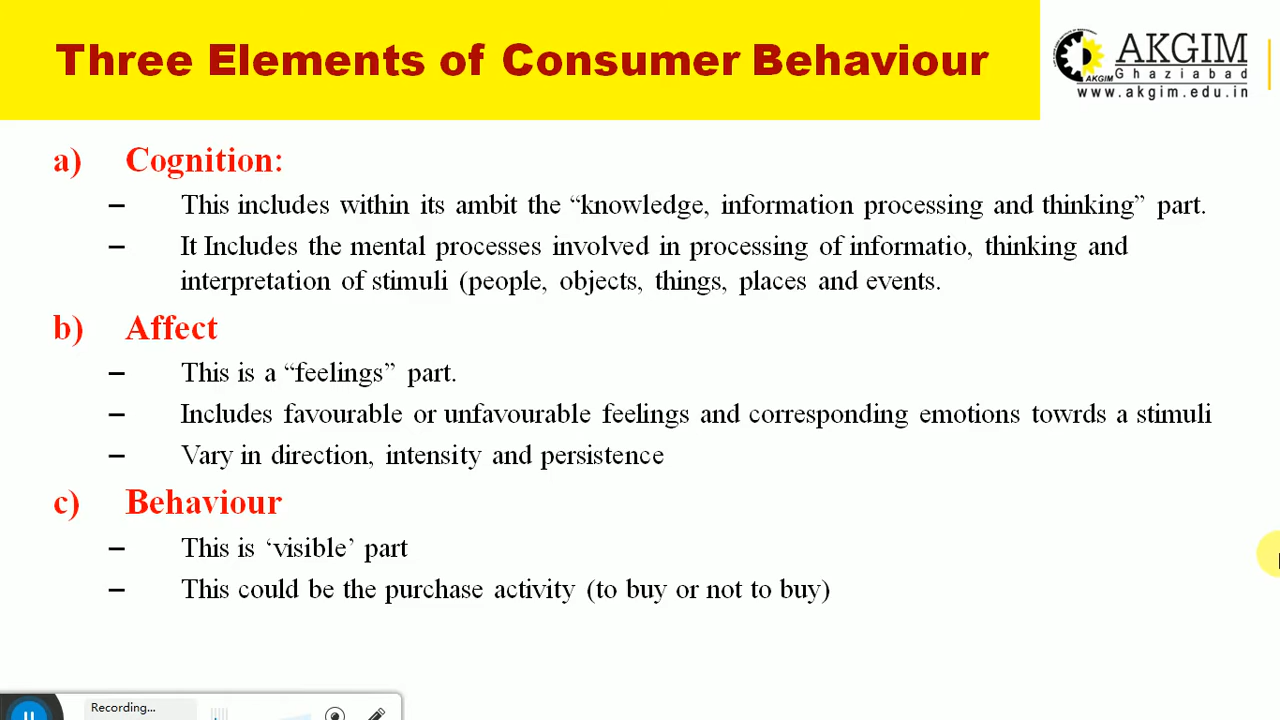 Three Elements of Consumer Behaviour
AKGIM
Ghaziabad
www.akgim.edu.in
AKGIM
a) Cognition:
– This includes within its ambit the “knowledge, information processing and thinking” part.
– It Includes the mental processes involved in processing of informatio, thinking and
interpretation of stimuli (people, objects, things, places and events.
b) Affect
– This is a “feelings” part.
– Includes favourable or unfavourable feelings and corresponding emotions towrds a stimuli
– Vary in direction, intensity and persistence
c) Behaviour
– This is ‘visible’ part
– This could be the purchase activity (to buy or not to buy)
Recording...